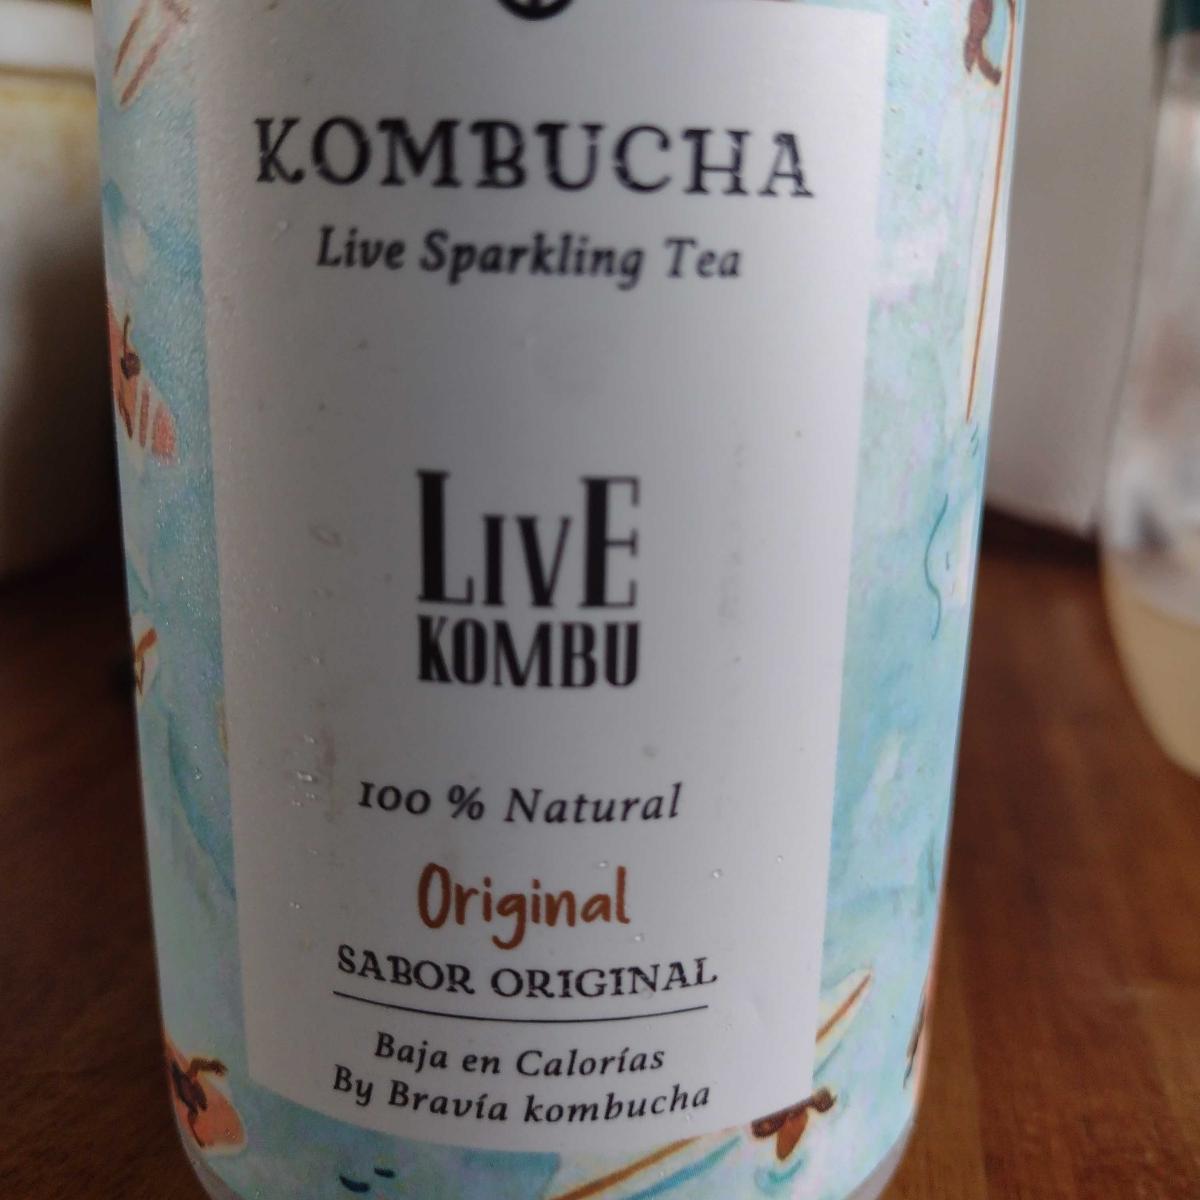 KOMBUCHA
Live Sparkling Tea
LIVE
KOMBU
100 % Natural
Original
SABOR ORIGINAL
Baja en Calorías
By Bravía kombucha